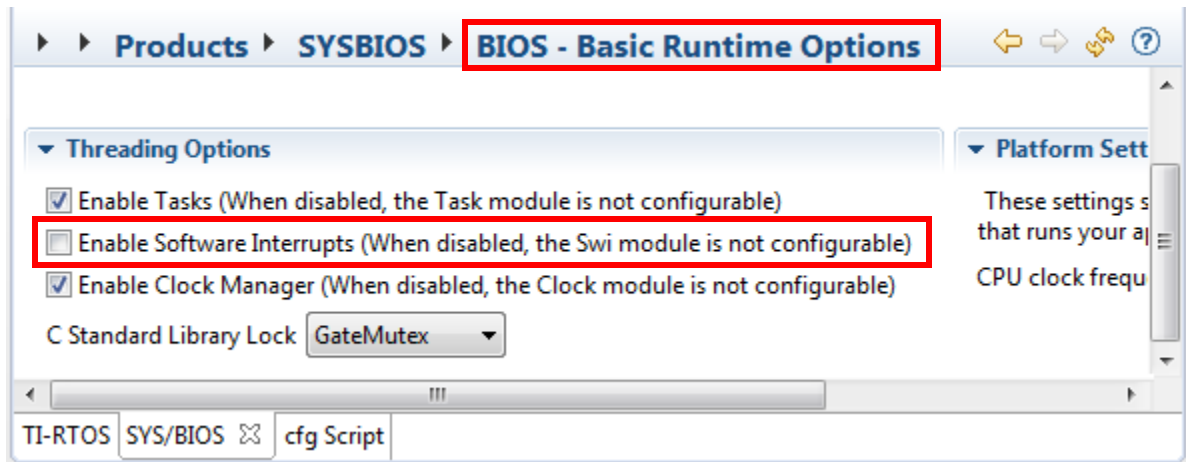 Products SYSBIOS BIOS - Basic Runtime Options
Threading Options
Enable Tasks (When disabled, the Task module is not configurable)
Enable Software Interrupts (When disabled, the Swi module is not configurable)
Enable Clock Manager (When disabled, the Clock module is not configurable)
C Standard Library Lock GateMutex
Platform Sett
These settings s
that runs your a
CPU clock frequ
TI-RTOS SYS/BIOS cfg Script